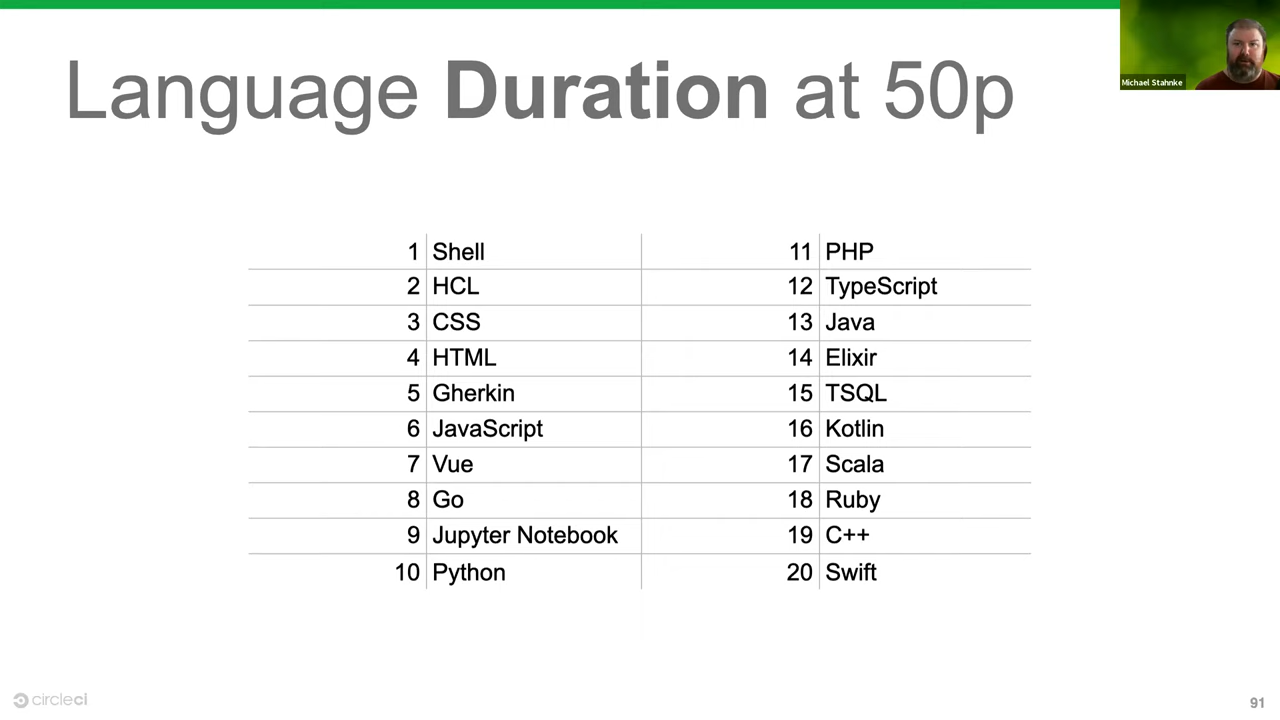 Language Duration at 50p
Michael Stahnke
1 Shell
2 HCL
3 CSS
4 HTML
5 Gherkin
6 JavaScript
7 Vue
8 Go
9 Jupyter Notebook
10 Python
11 PHP
12 TypeScript
13 Java
14 Elixir
15 TSQL
16 Kotlin
17 Scala
18 Ruby
19 C++
20 Swift
circleci
91